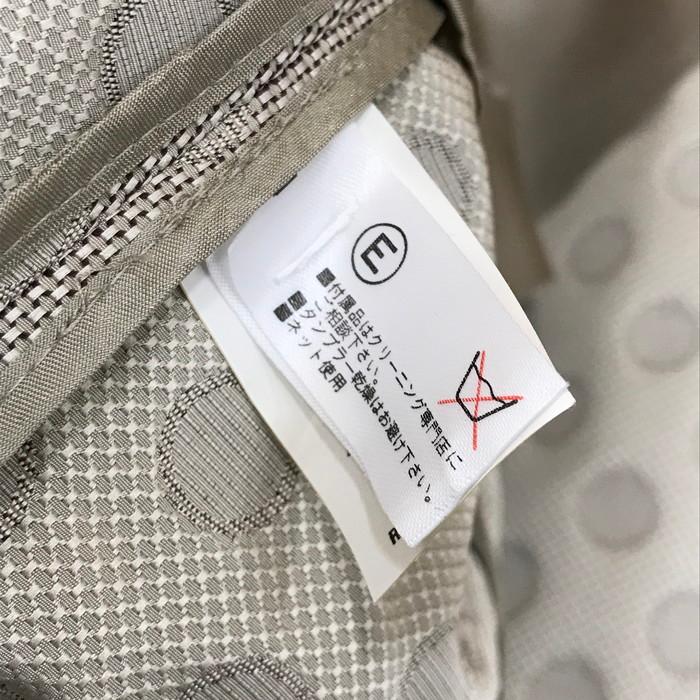 E
■付属品はクリーニング専門店に
ご相談下さい。
■タンブラー乾燥はお避け下さい。
■ネット使用